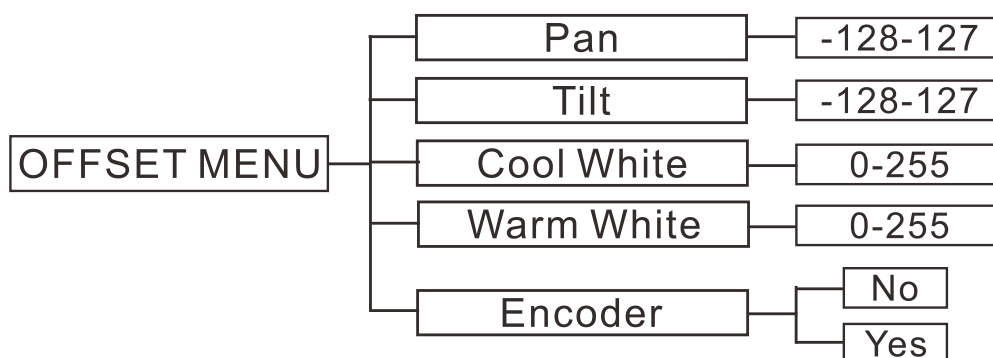 Pan
-128-127
Tilt
-128-127
OFFSET MENU
Cool White
0-255
Warm White
0-255
Encoder
No
Yes